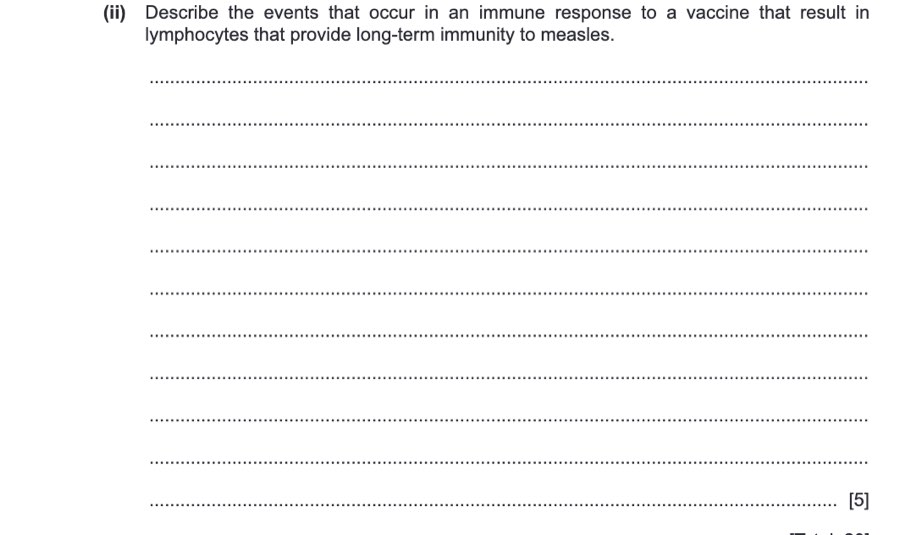 (ii) Describe the events that occur in an immune response to a vaccine that result in
lymphocytes that provide long-term immunity to measles.
[5]